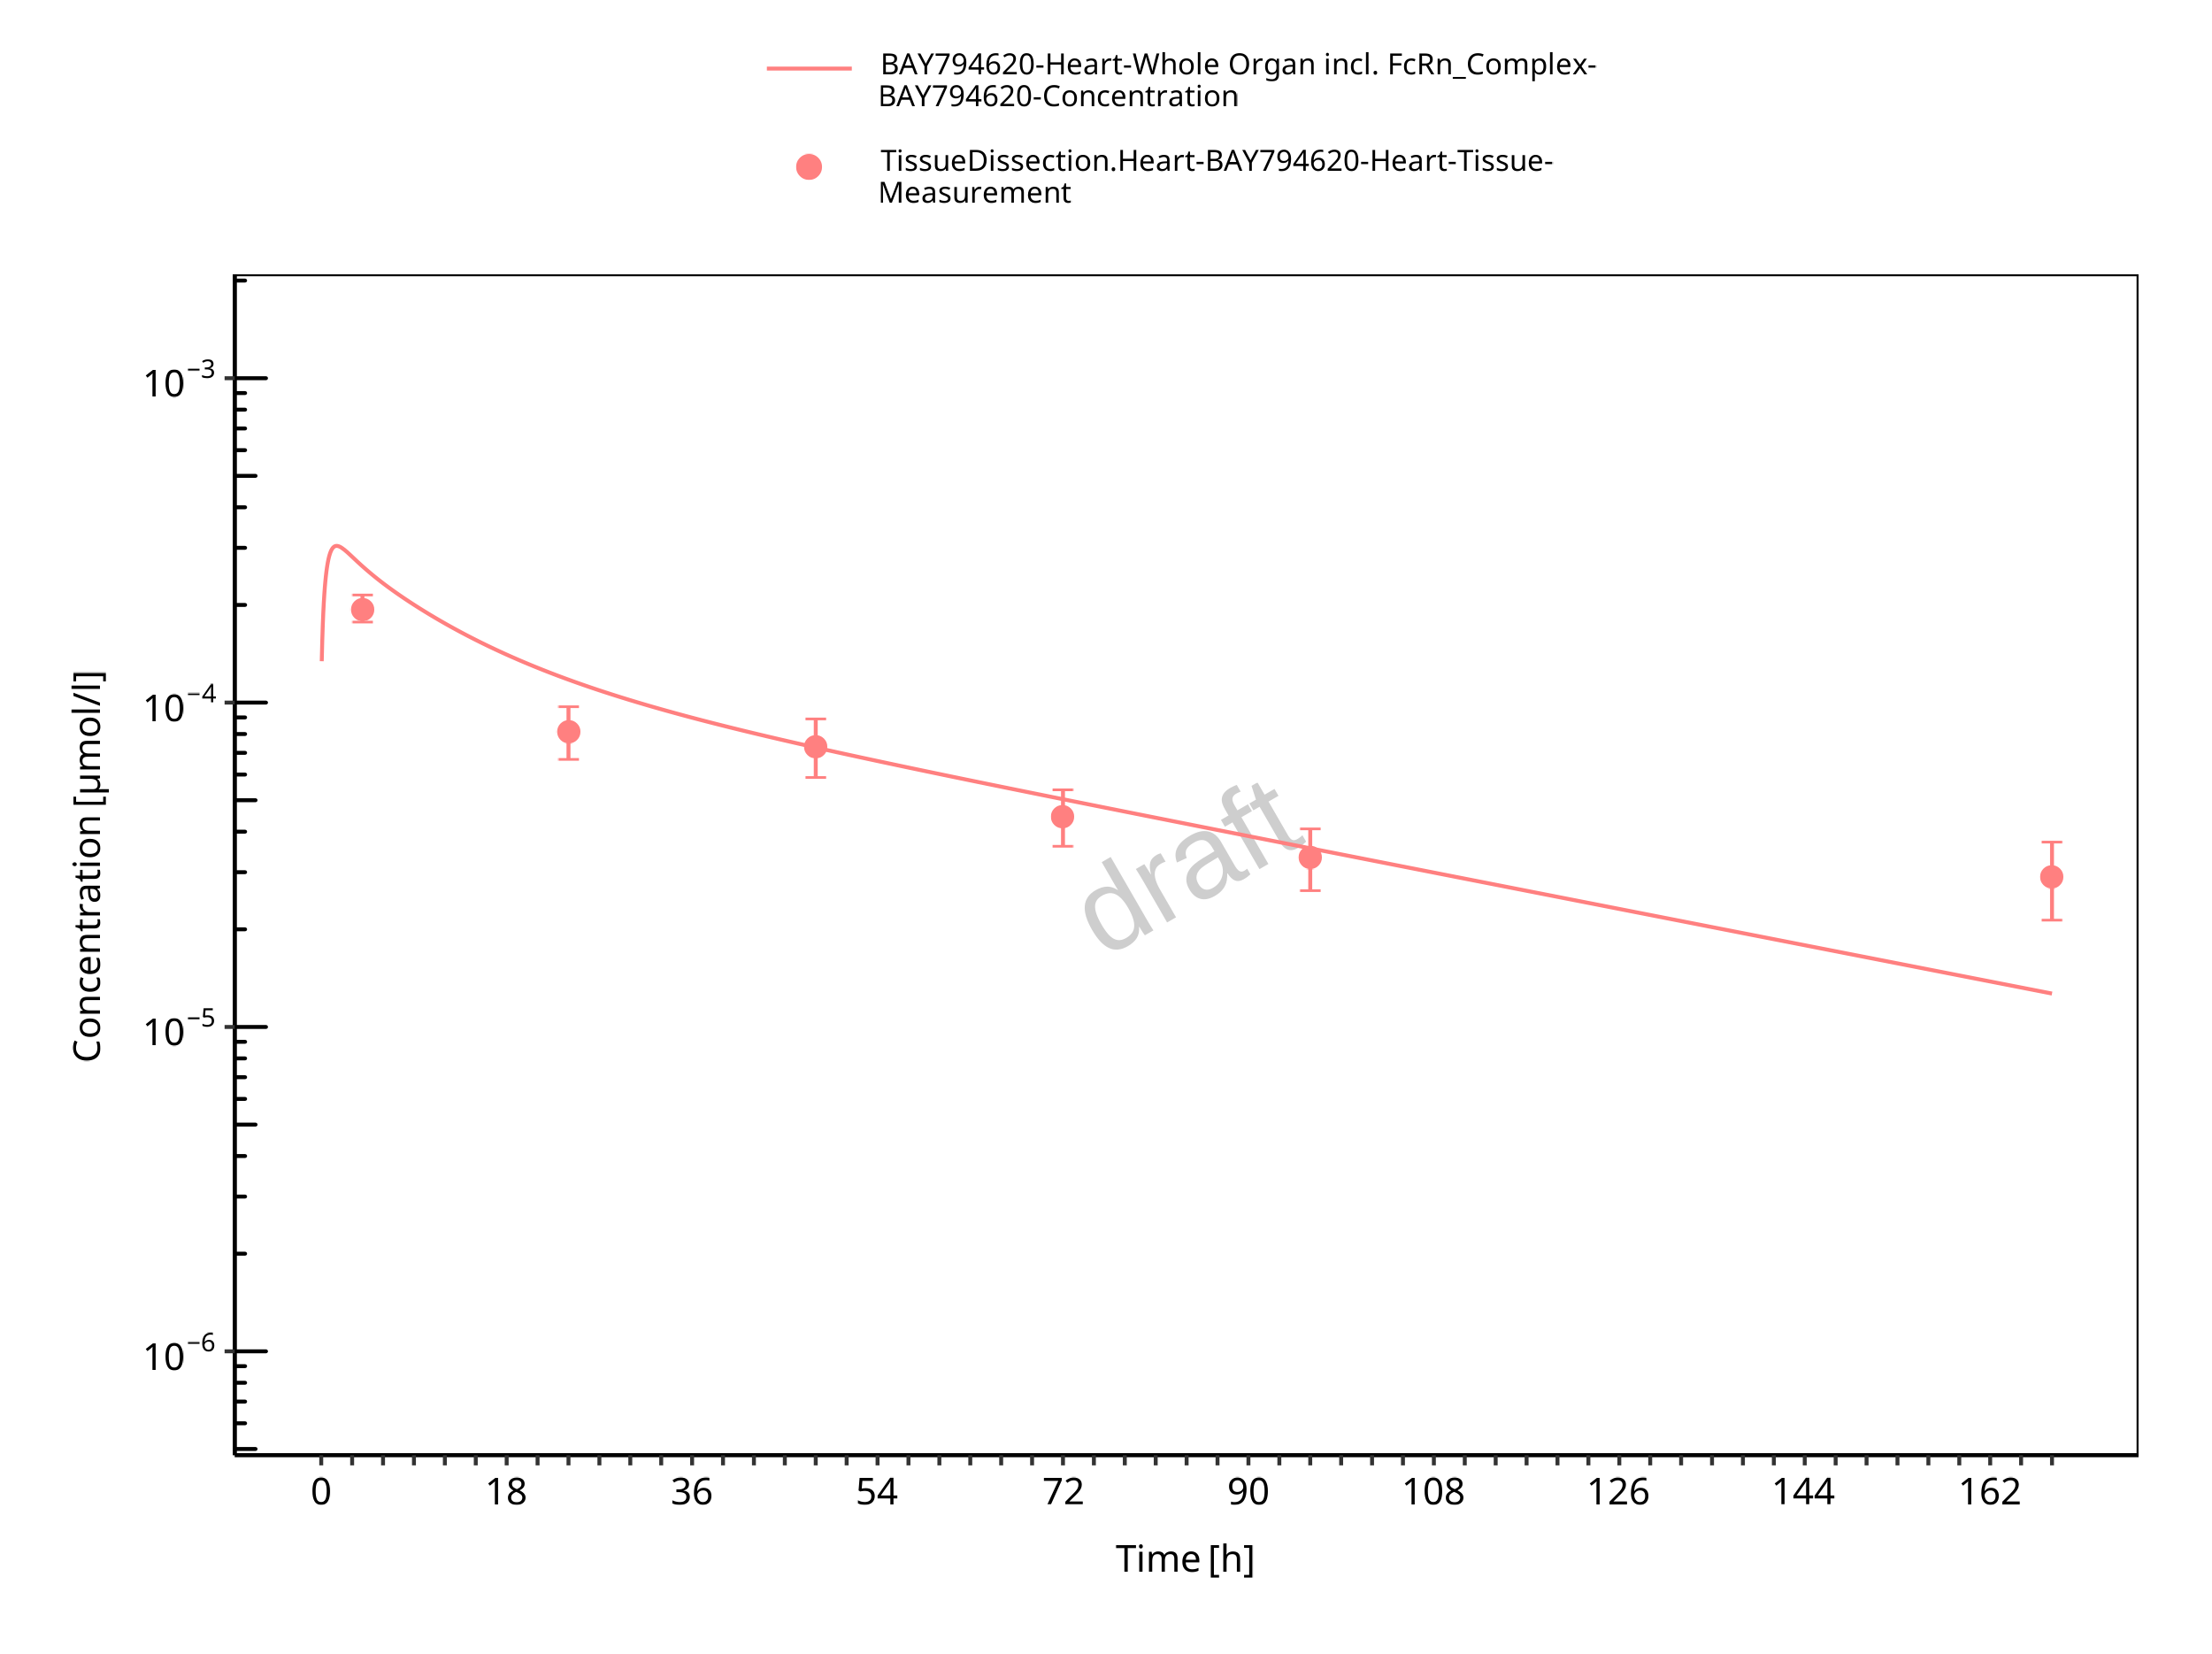 BAY794620-Heart-Whole Organ incl. FcRn_Complex-
BAY794620-Concentration
TissueDissection.Heart-BAY794620-Heart-Tissue-
Measurement
Concentration [µmol/l]
10⁻³
10⁻⁴
10⁻⁵
10⁻⁶
draft
0 18 36 54 72 90 108 126 144 162
Time [h]